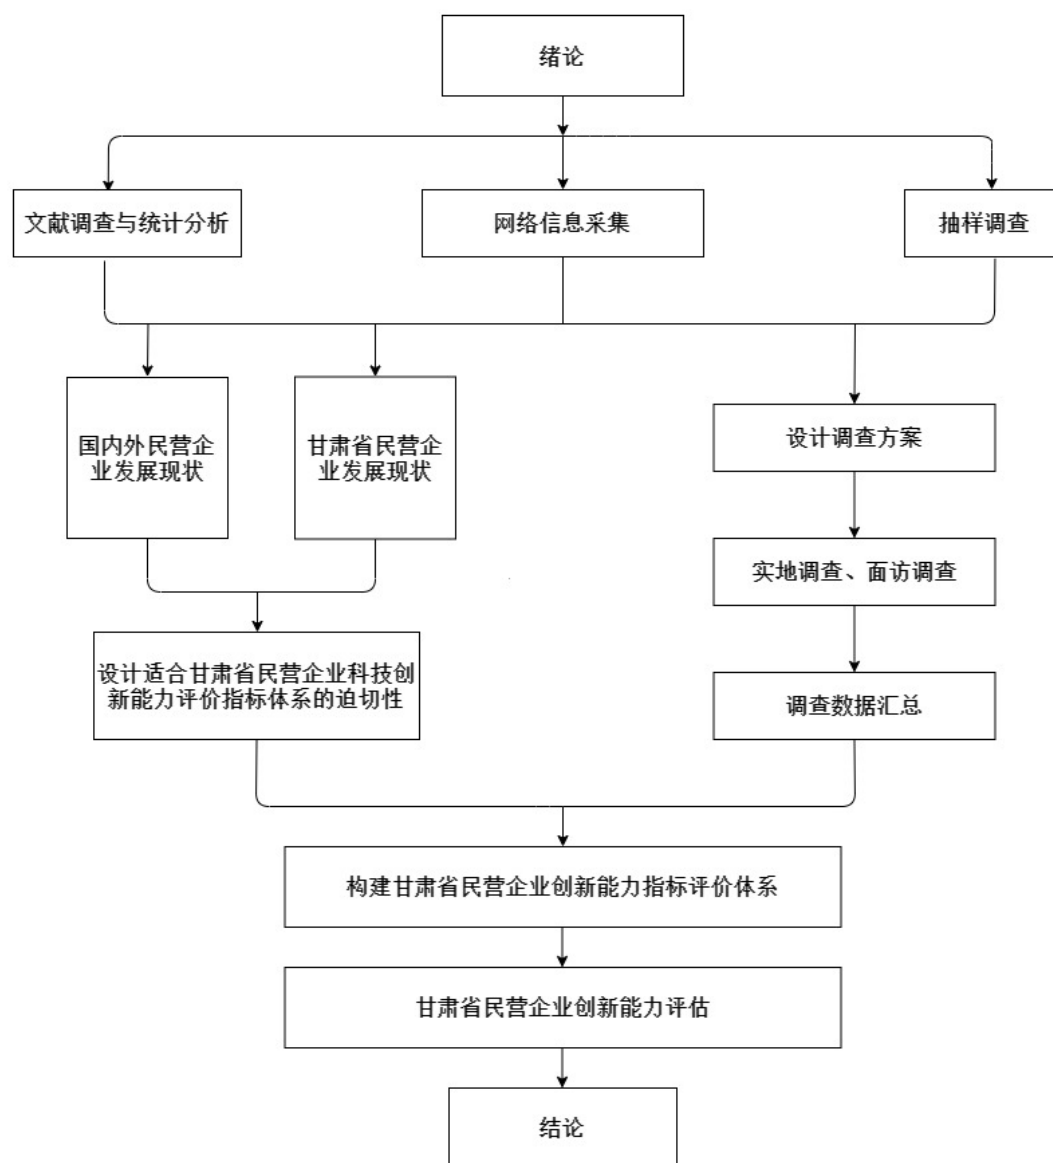 绪论
文献调查与统计分析
网络信息采集
抽样调查
国内外民营企
业发展现状
甘肃省民营企
业发展现状
设计调查方案
实地调查、面访调查
设计适合甘肃省民营企业科技创
新能力评价指标体系的迫切性
调查数据汇总
构建甘肃省民营企业创新能力指标评价体系
甘肃省民营企业创新能力评估
结论